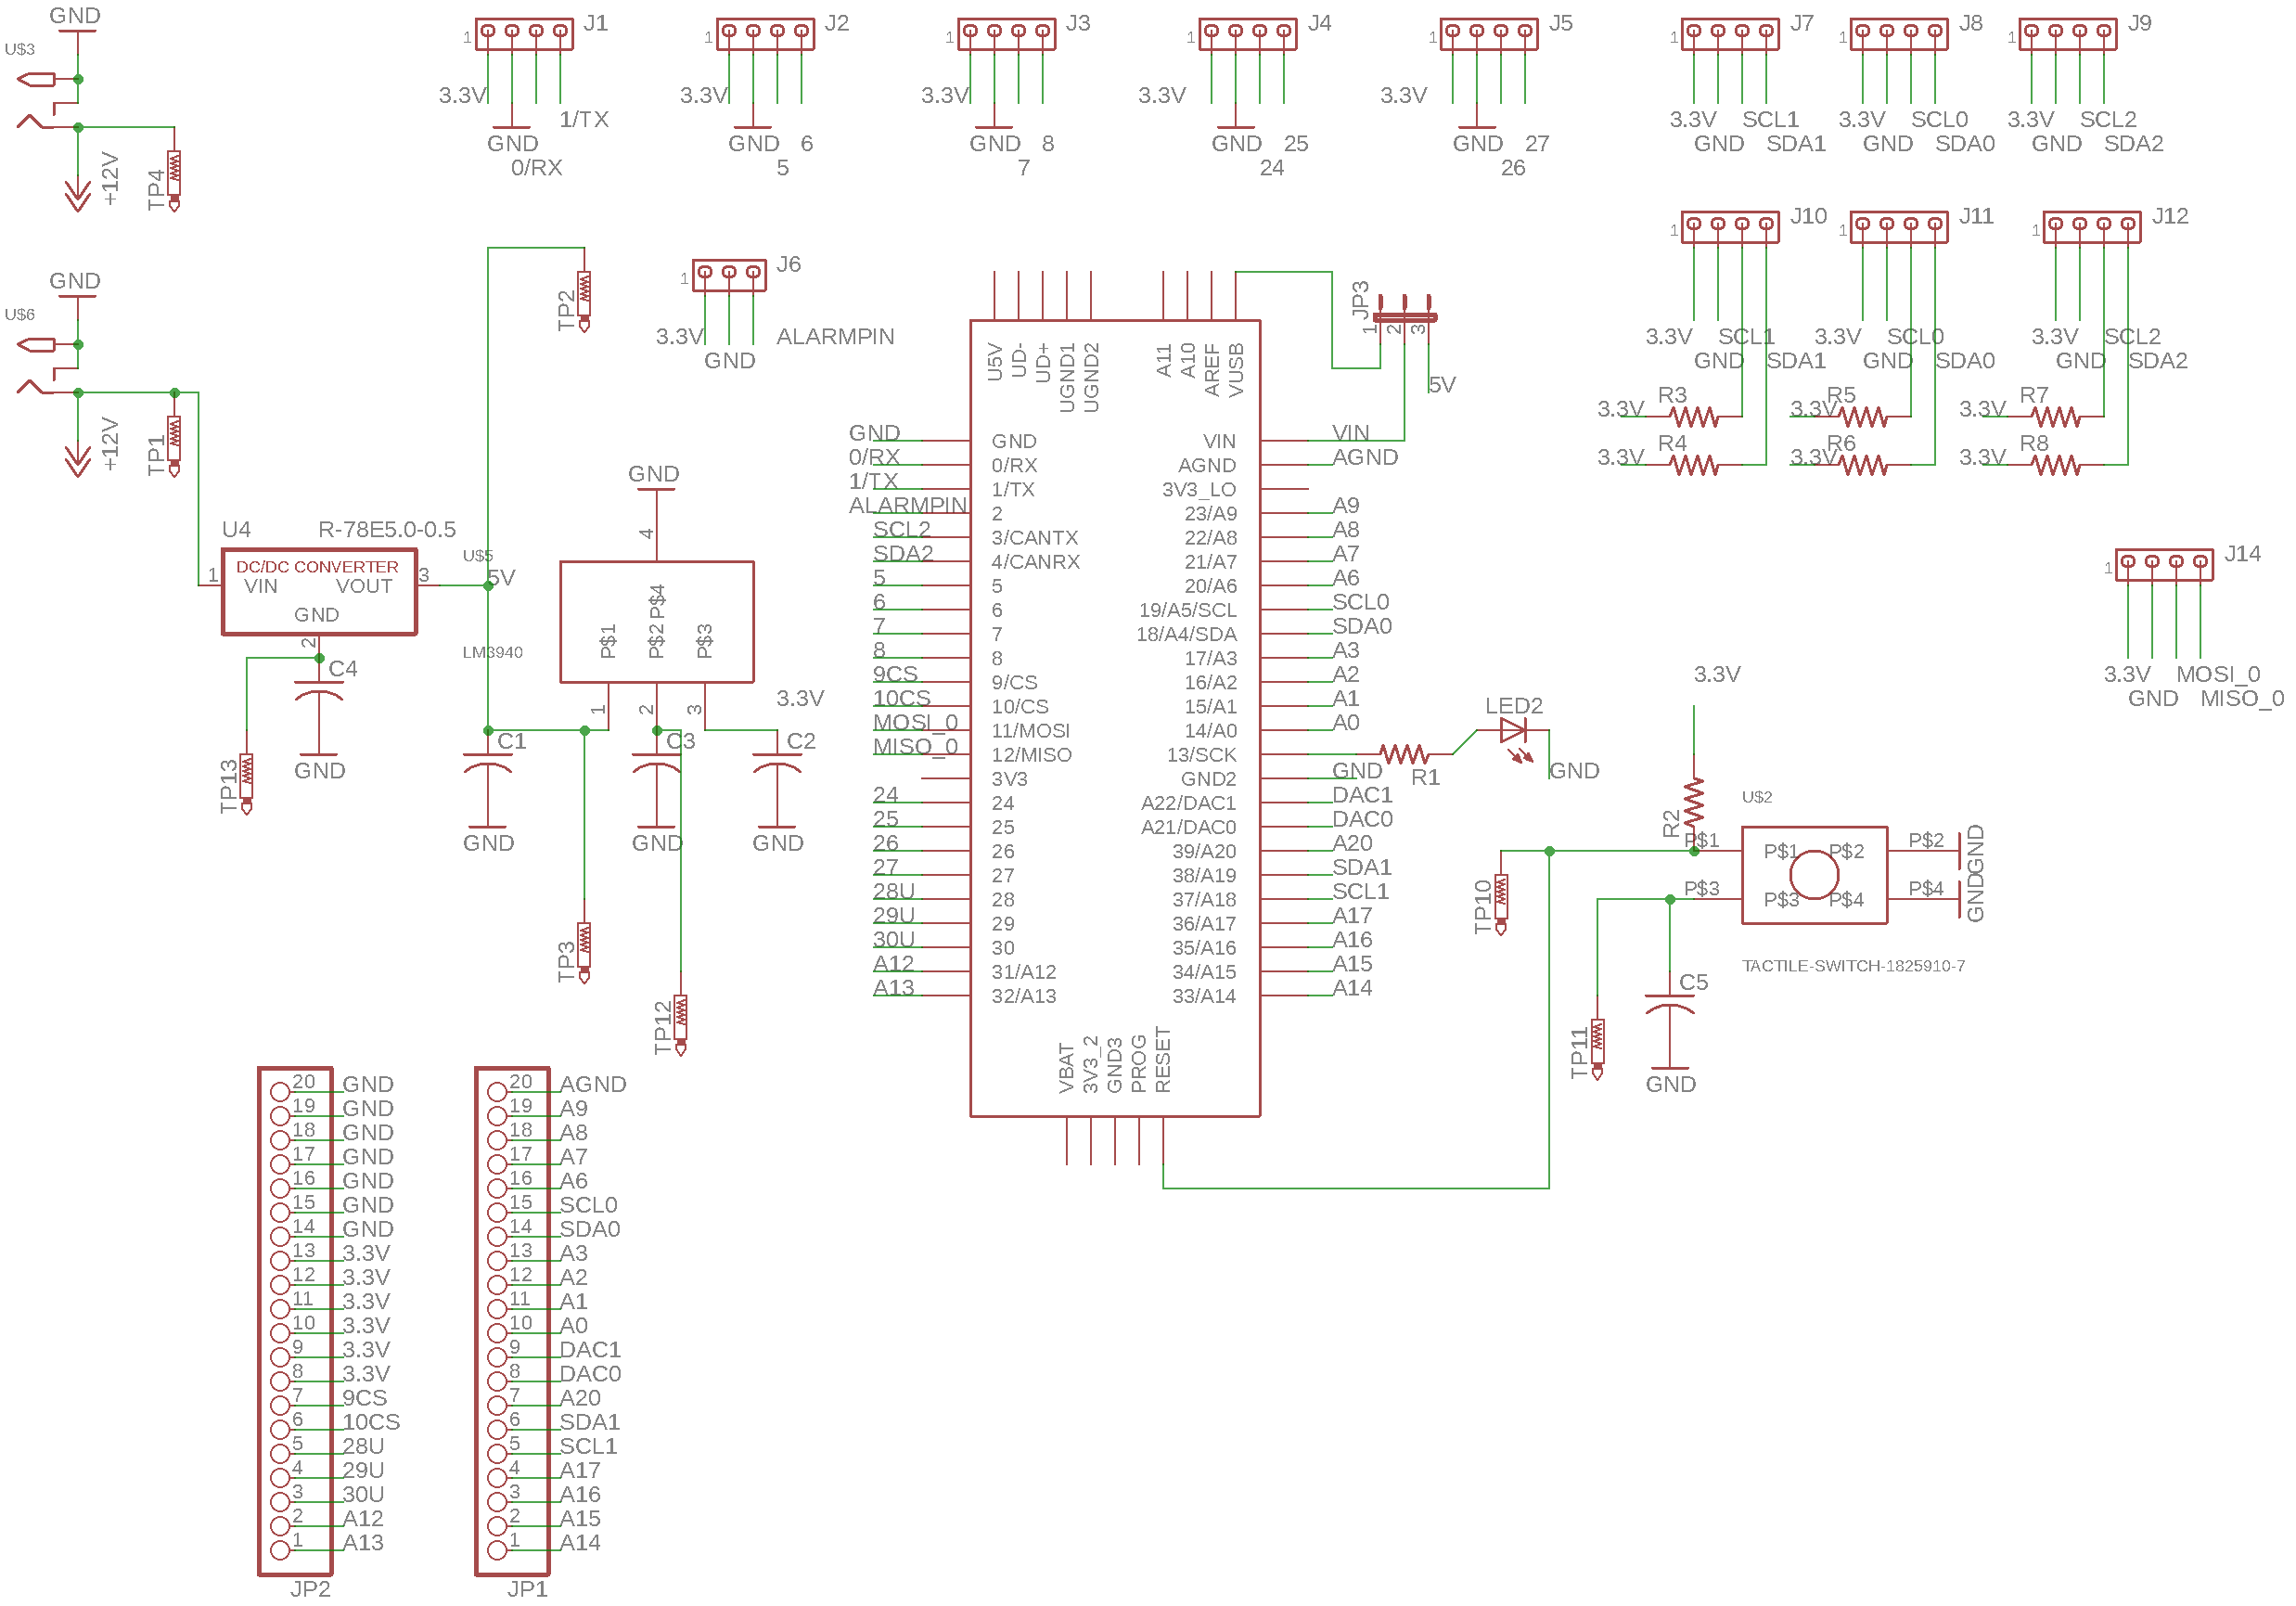 GND
U$3
+12V
TP4
J1
1
3.3V
1/TX
GND
0/RX
J2
1
3.3V
GND 6
5
J3
1
3.3V
GND 8
7
J4
1
3.3V
GND 25
24
J5
1
3.3V
GND 27
26
J7
1
3.3V SCL1
GND SDA1
J8
1
3.3V SCL0
GND SDA0
J9
1
3.3V SCL2
GND SDA2
J10
1
3.3V SCL1
GND SDA1
J11
1
3.3V SCL0
GND SDA0
J12
1
3.3V SCL2
GND SDA2
3.3V R3
3.3V R4
3.3V R5
3.3V R6
3.3V R7
3.3V R8
GND
U$6
+12V
TP1
TP2
J6
1
3.3V
GND
ALARMPIN
U4 R-78E5.0-0.5
DC/DC CONVERTER
1 VIN VOUT 3
GND
2
C4
GND
TP13
U$5
5V
LM3940
GND
4
P$4
P$1 P$2 P$3
1 2 3
3.3V
C1
GND
C3
GND
C2
GND
TP3
TP12
JP3
1 2 3
5V
U5V
UD-
UD+
UGND1
UGND2
A11
A10
AREF
VUSB
GND GND
0/RX 0/RX
1/TX 1/TX
ALARMPIN 2
SCL2 3/CANTX
SDA2 4/CANRX
5 5
6 6
7 7
8 8
9CS 9/CS
10CS 10/CS
MOSI_0 11/MOSI
MISO_0 12/MISO
3V3
24 24
25 25
26 26
27 27
28U 28
29U 29
30U 30
A12 31/A12
A13 32/A13
VIN VIN
AGND AGND
3V3_LO
23/A9 A9
22/A8 A8
21/A7 A7
20/A6 A6
19/A5/SCL SCL0
18/A4/SDA SDA0
17/A3 A3
16/A2 A2
15/A1 A1
14/A0 A0
13/SCK
GND2 GND
A22/DAC1 DAC1
A21/DAC0 DAC0
39/A20 A20
38/A19 SDA1
37/A18 SCL1
36/A17 A17
35/A16 A16
34/A15 A15
33/A14 A14
VBAT
3V3_2
GND3
PROG
RESET
R1
LED2
GND
J14
1
3.3V MOSI_0
GND MISO_0
3.3V
R2
U$2
P$1 P$1 P$2 P$2
P$3 P$3 P$4 P$4
GND
GND
TACTILE-SWITCH-1825910-7
TP10
TP11
C5
GND
20 GND
19 GND
18 GND
17 GND
16 GND
15 GND
14 GND
13 3.3V
12 3.3V
11 3.3V
10 3.3V
9 3.3V
8 3.3V
7 9CS
6 10CS
5 28U
4 29U
3 30U
2 A12
1 A13
JP2
20 AGND
19 A9
18 A8
17 A7
16 A6
15 SCL0
14 SDA0
13 A3
12 A2
11 A1
10 A0
9 DAC1
8 DAC0
7 A20
6 SDA1
5 SCL1
4 A17
3 A16
2 A15
1 A14
JP1